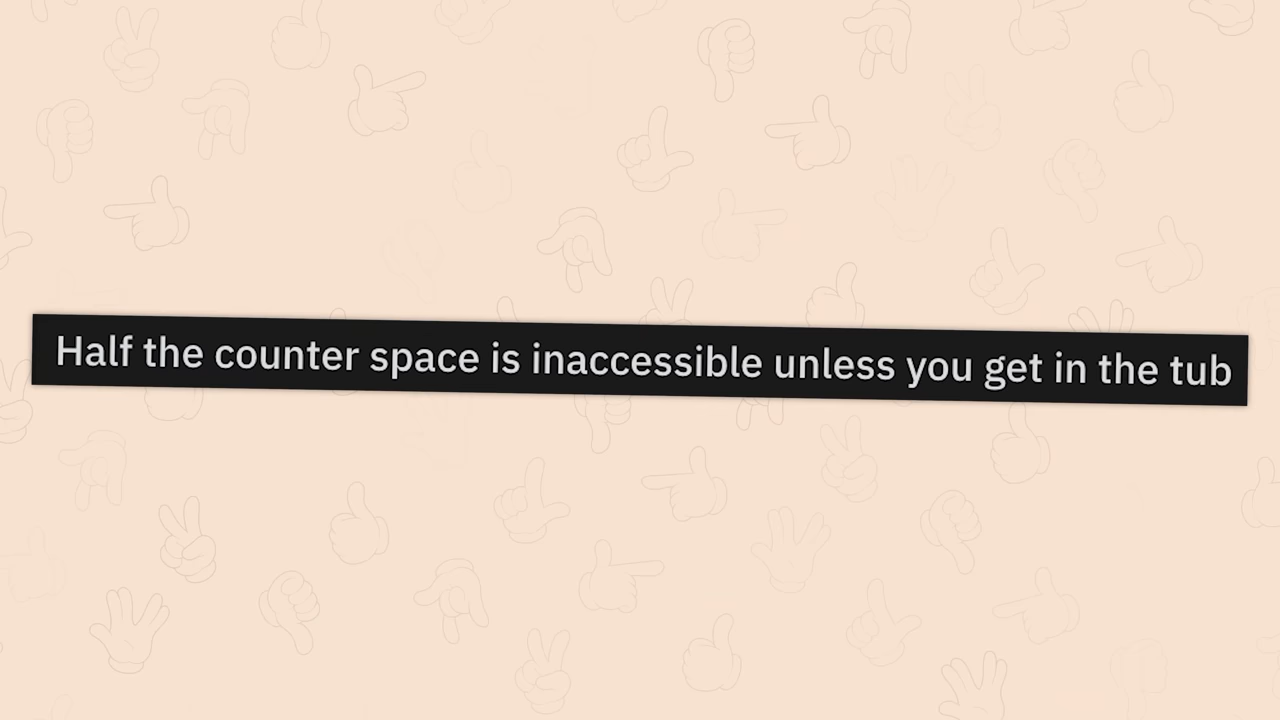 Half the counter space is inaccessible unless you get in the tub